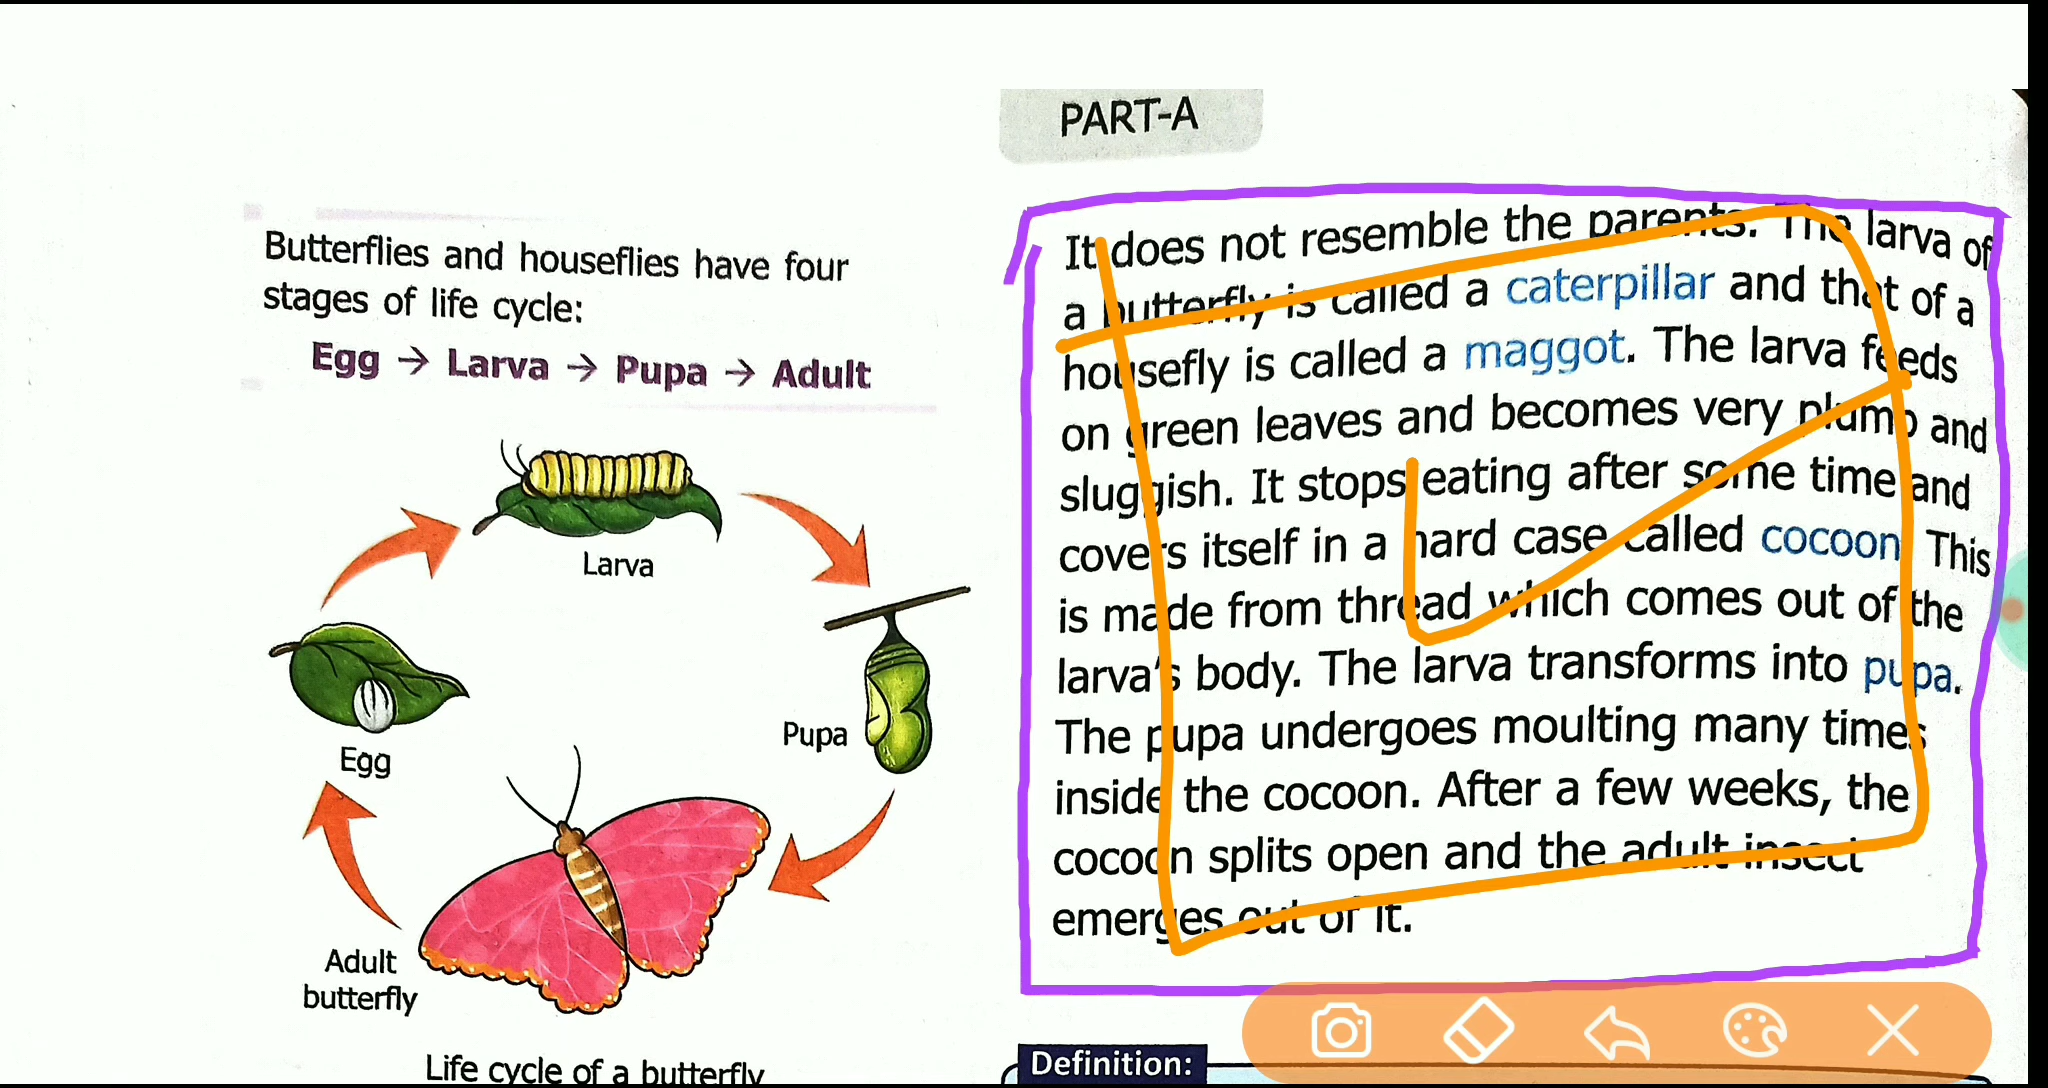 PART-A
Butterflies and houseflies have four
stages of life cycle:
Egg → Larva → Pupa → Adult
Larva
Pupa
Egg
Adult
butterfly
Life cycle of a butterfly
It does not resemble the parents. The larva of
a butterfly is called a caterpillar and that of a
housefly is called a maggot. The larva feeds
on green leaves and becomes very plump and
sluggish. It stops eating after some time and
covers itself in a hard case called cocoon. This
is made from thread which comes out of the
larva's body. The larva transforms into pupa.
The pupa undergoes moulting many times
inside the cocoon. After a few weeks, the
cocoon splits open and the adult insect
emerges out of it.
Definition: